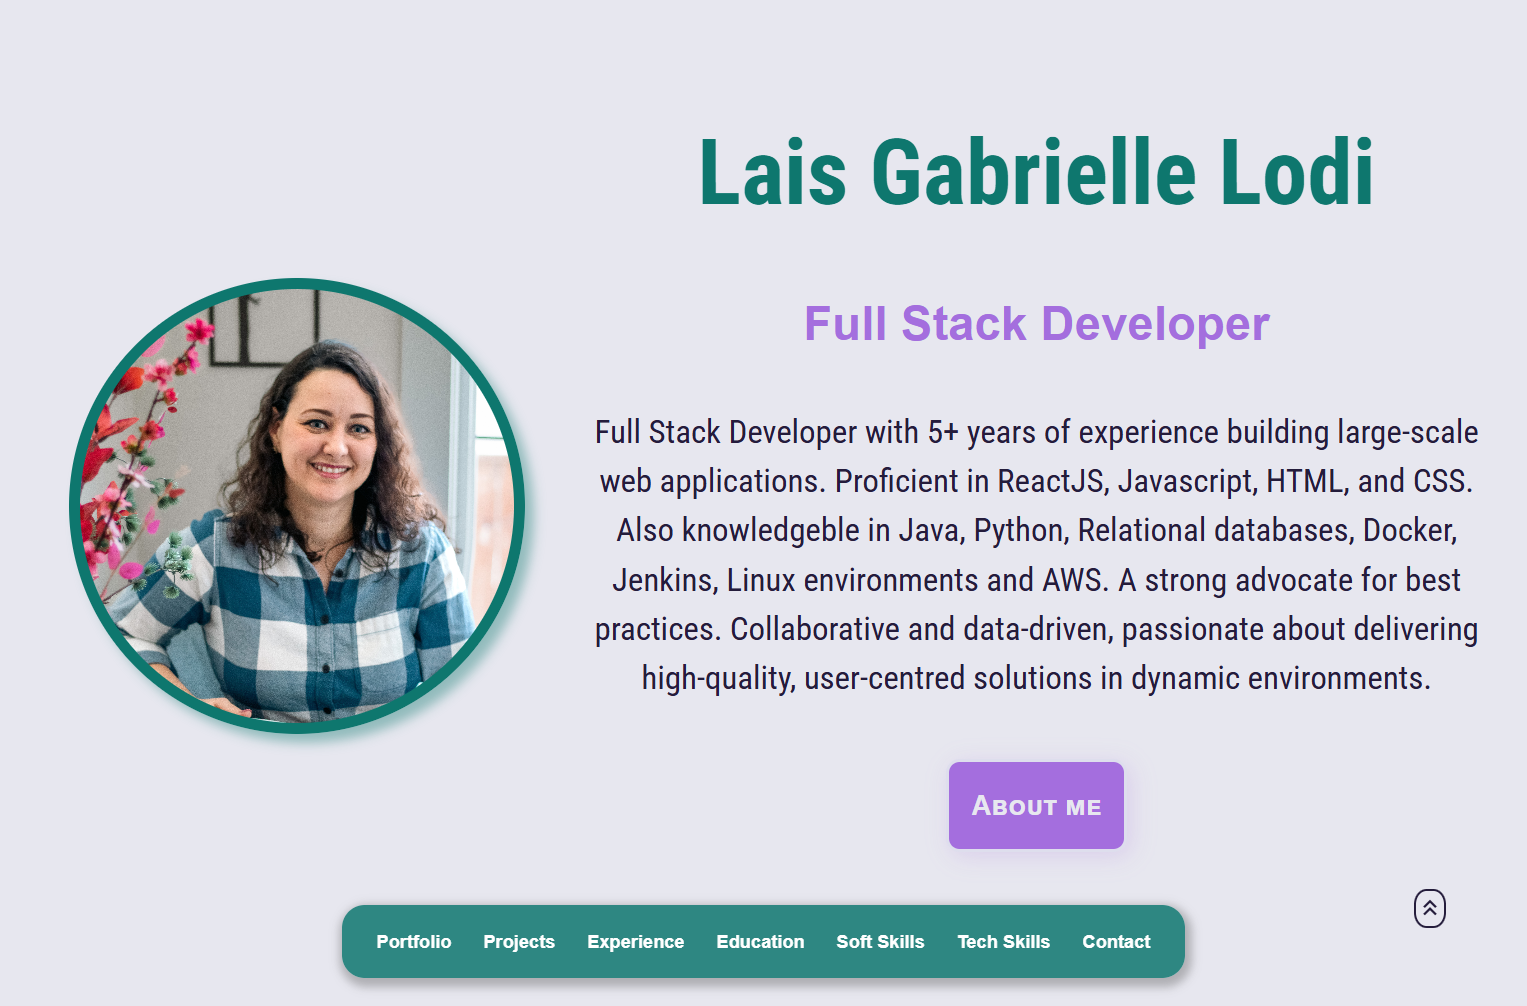 Lais Gabrielle Lodi
Full Stack Developer
Full Stack Developer with 5+ years of experience building large-scale
web applications. Proficient in ReactJS, Javascript, HTML, and CSS.
Also knowledgeble in Java, Python, Relational databases, Docker,
Jenkins, Linux environments and AWS. A strong advocate for best
practices. Collaborative and data-driven, passionate about delivering
high-quality, user-centred solutions in dynamic environments.
About me
Portfolio Projects Experience Education Soft Skills Tech Skills Contact